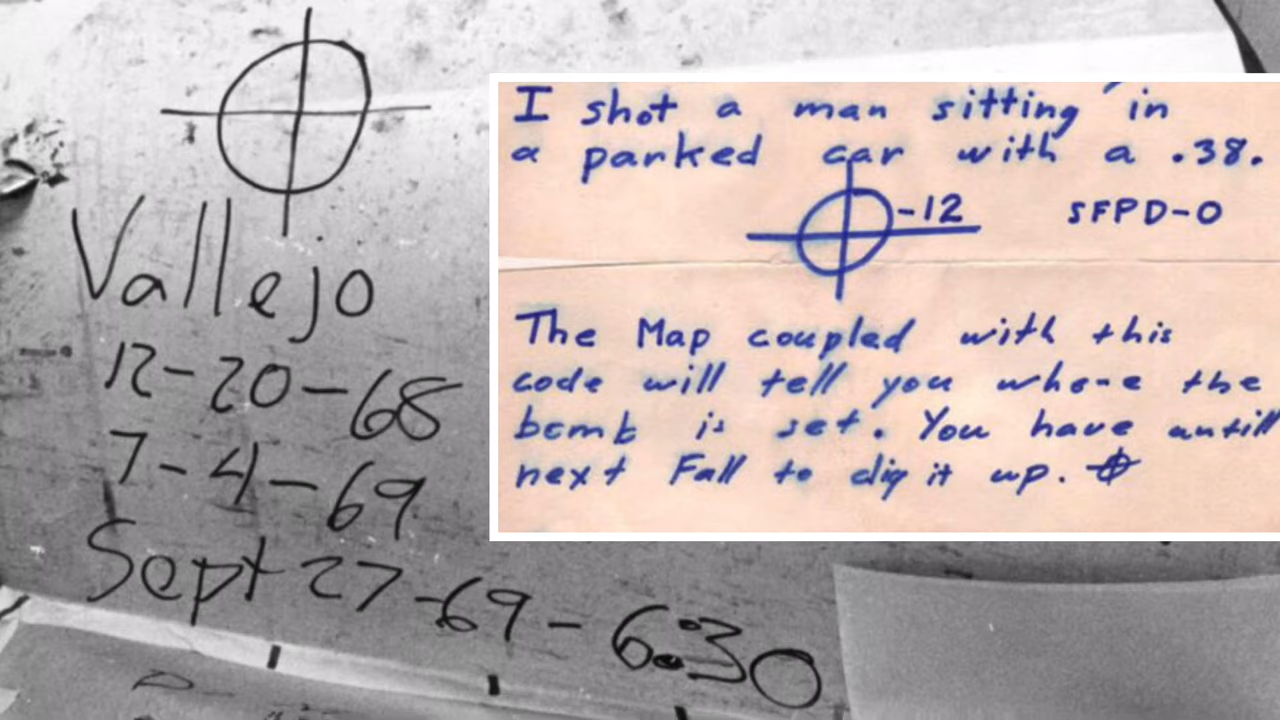 Vallejo
12-20-68
7-4-69
Sept 27-69-6:30
I shot a man sitting in
a parked car with a .38.
-12 SFPD-0
The Map coupled with this
code will tell you where the
bomb is set. You have untill
next Fall to dig it up.